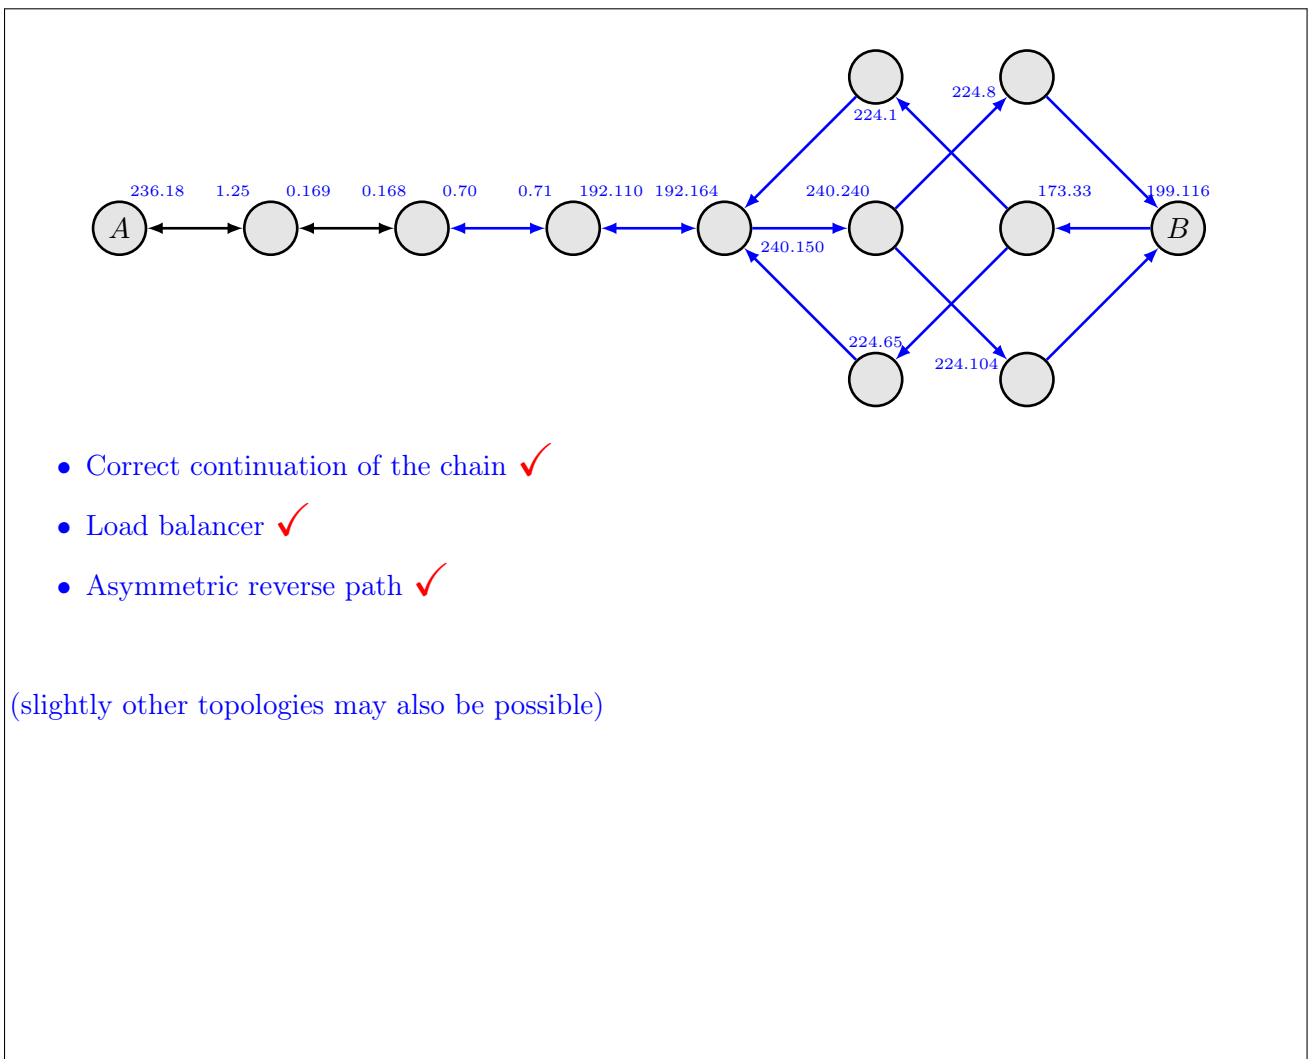 224.8
224.1
236.18 1.25 0.169 0.168 0.70 0.71 192.110 192.164 240.240 173.33 199.116
A B
240.150
224.65
224.104
• Correct continuation of the chain ✓
• Load balancer ✓
• Asymmetric reverse path ✓
(slightly other topologies may also be possible)